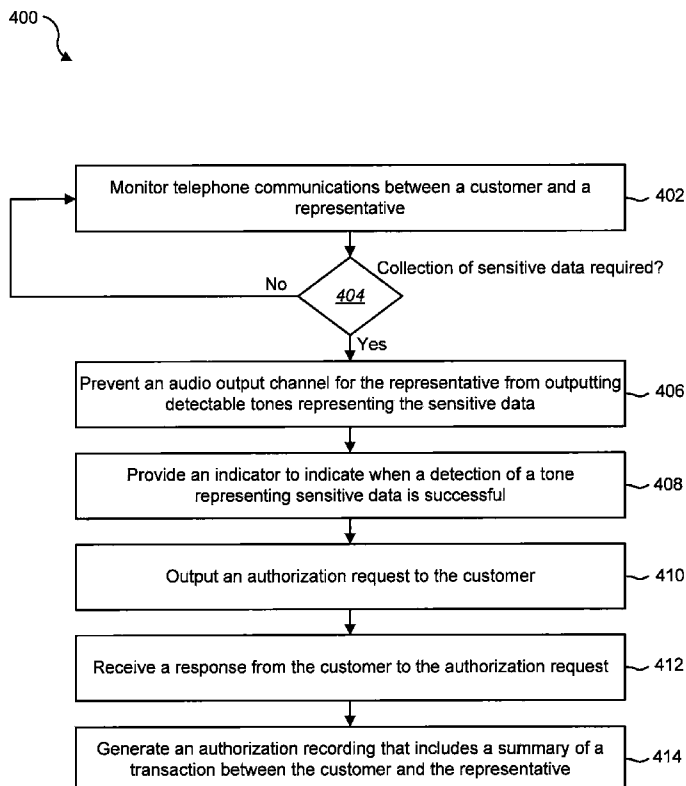 400
Monitor telephone communications between a customer and a
representative
402
Collection of sensitive data required?
No
404
Yes
Prevent an audio output channel for the representative from outputting
detectable tones representing the sensitive data
406
Provide an indicator to indicate when a detection of a tone
representing sensitive data is successful
408
Output an authorization request to the customer
410
Receive a response from the customer to the authorization request
412
Generate an authorization recording that includes a summary of a
transaction between the customer and the representative
414